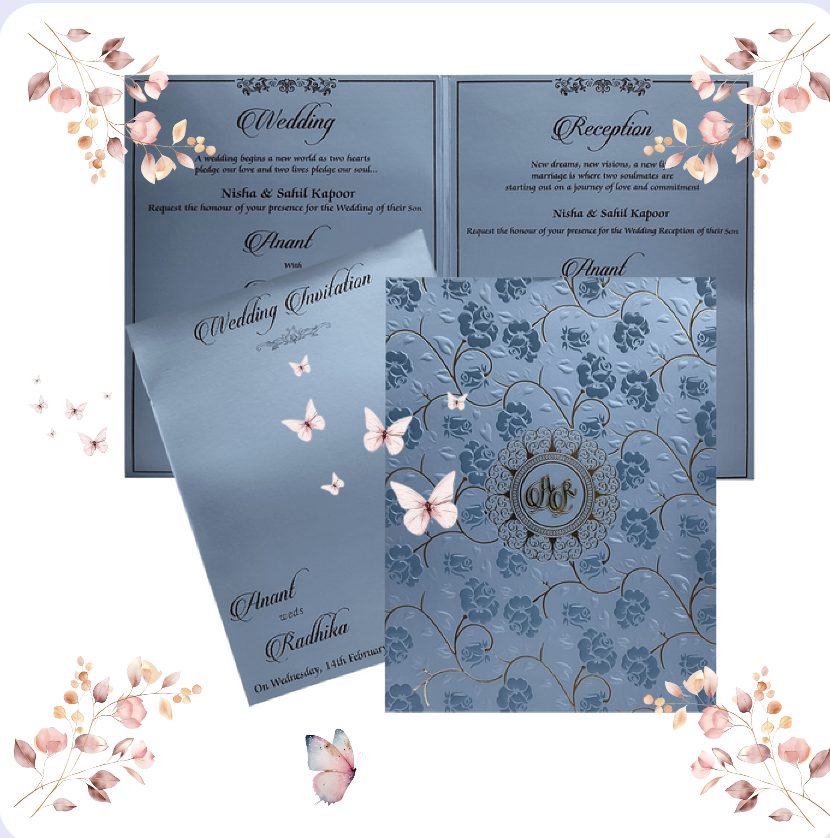 Wedding
A wedding begins a new world as two hearts
pledge our love and two lives pledge our soul...
Nisha & Sahil Kapoor
Request the honour of your presence for the Wedding of their Son
Anant
With
Reception
New dreams, new visions, a new
marriage is where two soulmates are
starting out on a journey of love and commitment
Nisha & Sahil Kapoor
Request the honour of your presence for the Wedding Reception of their Son
Anant
Wedding Invitation
Anant
weds
Radhika
On Wednesday, 14th February
AR